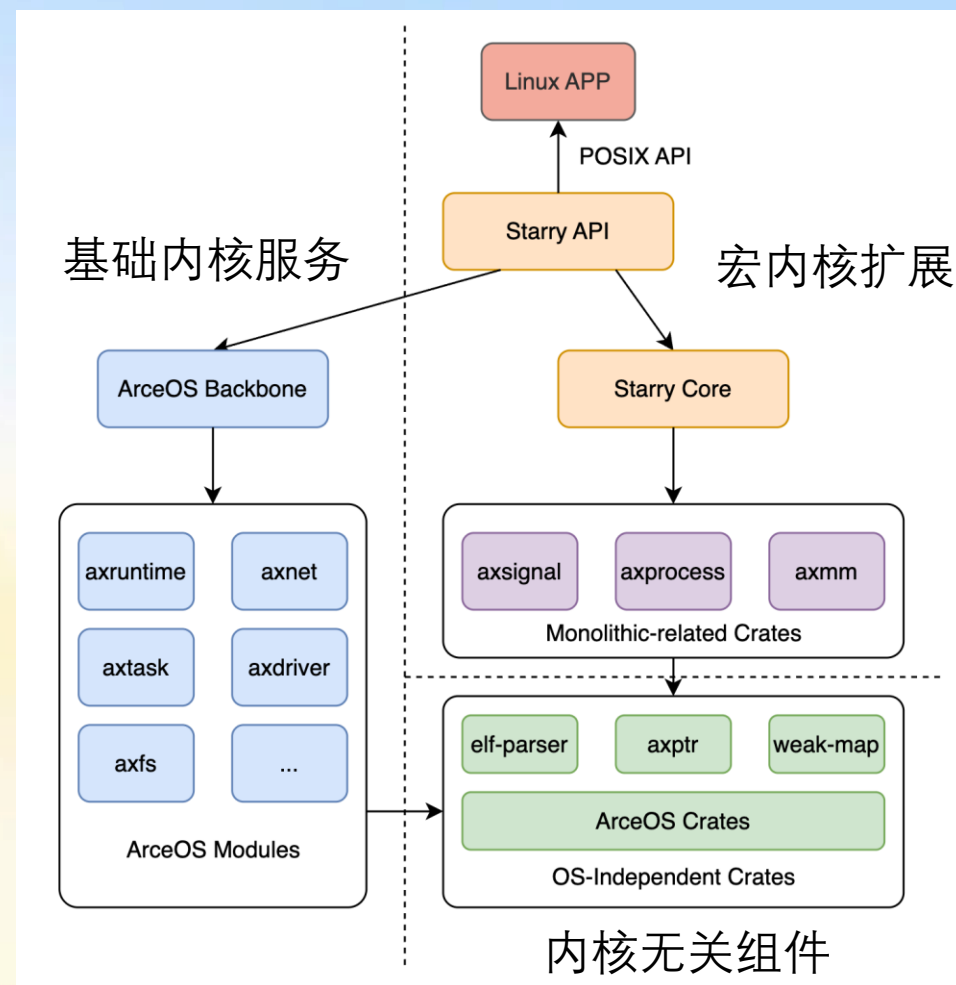 Linux APP
POSIX API
Starry API
基础内核服务
宏内核扩展
ArceOS Backbone
Starry Core
axruntime
axnet
axtask
axdriver
axfs
...
ArceOS Modules
axsignal
axprocess
axmm
Monolithic-related Crates
elf-parser
axptr
weak-map
ArceOS Crates
OS-Independent Crates
内核无关组件